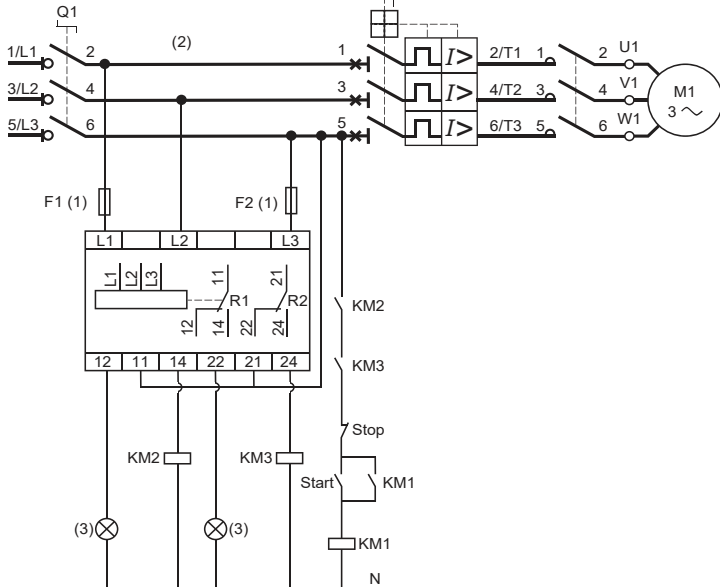 Q1
(2)
1/L1 2 1 I> 2/T1 1 2 U1
3/L2 4 3 I> 4/T2 3 4 V1 M1
5/L3 6 5 I> 6/T3 5 6 W1 3
F1 (1) F2 (1)
L1 L2 L3
L1 L2 L3 11 21
R1 R2
12 14 22 24
12 11 14 22 21 24
KM2
KM3
Stop
KM2 KM3
Start KM1
(3) (3)
KM1
N